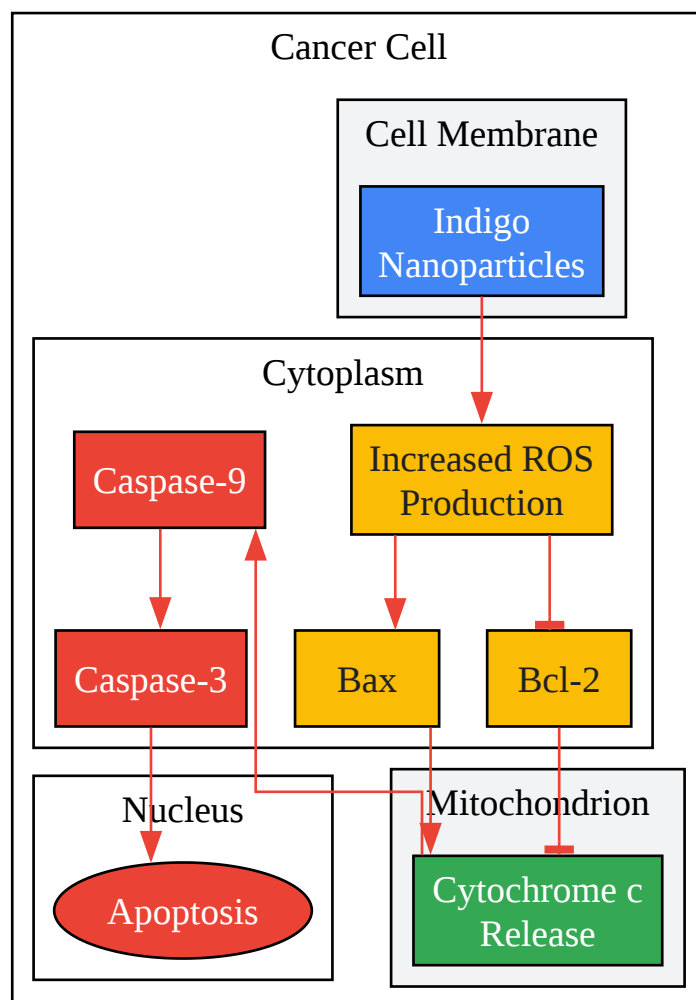 Cancer Cell
Cell Membrane
Indigo
Nanoparticles
Cytoplasm
Caspase-9
Increased ROS
Production
Caspase-3
Bax
Bcl-2
Nucleus
Mitochondrion
Apoptosis
Cytochrome c
Release